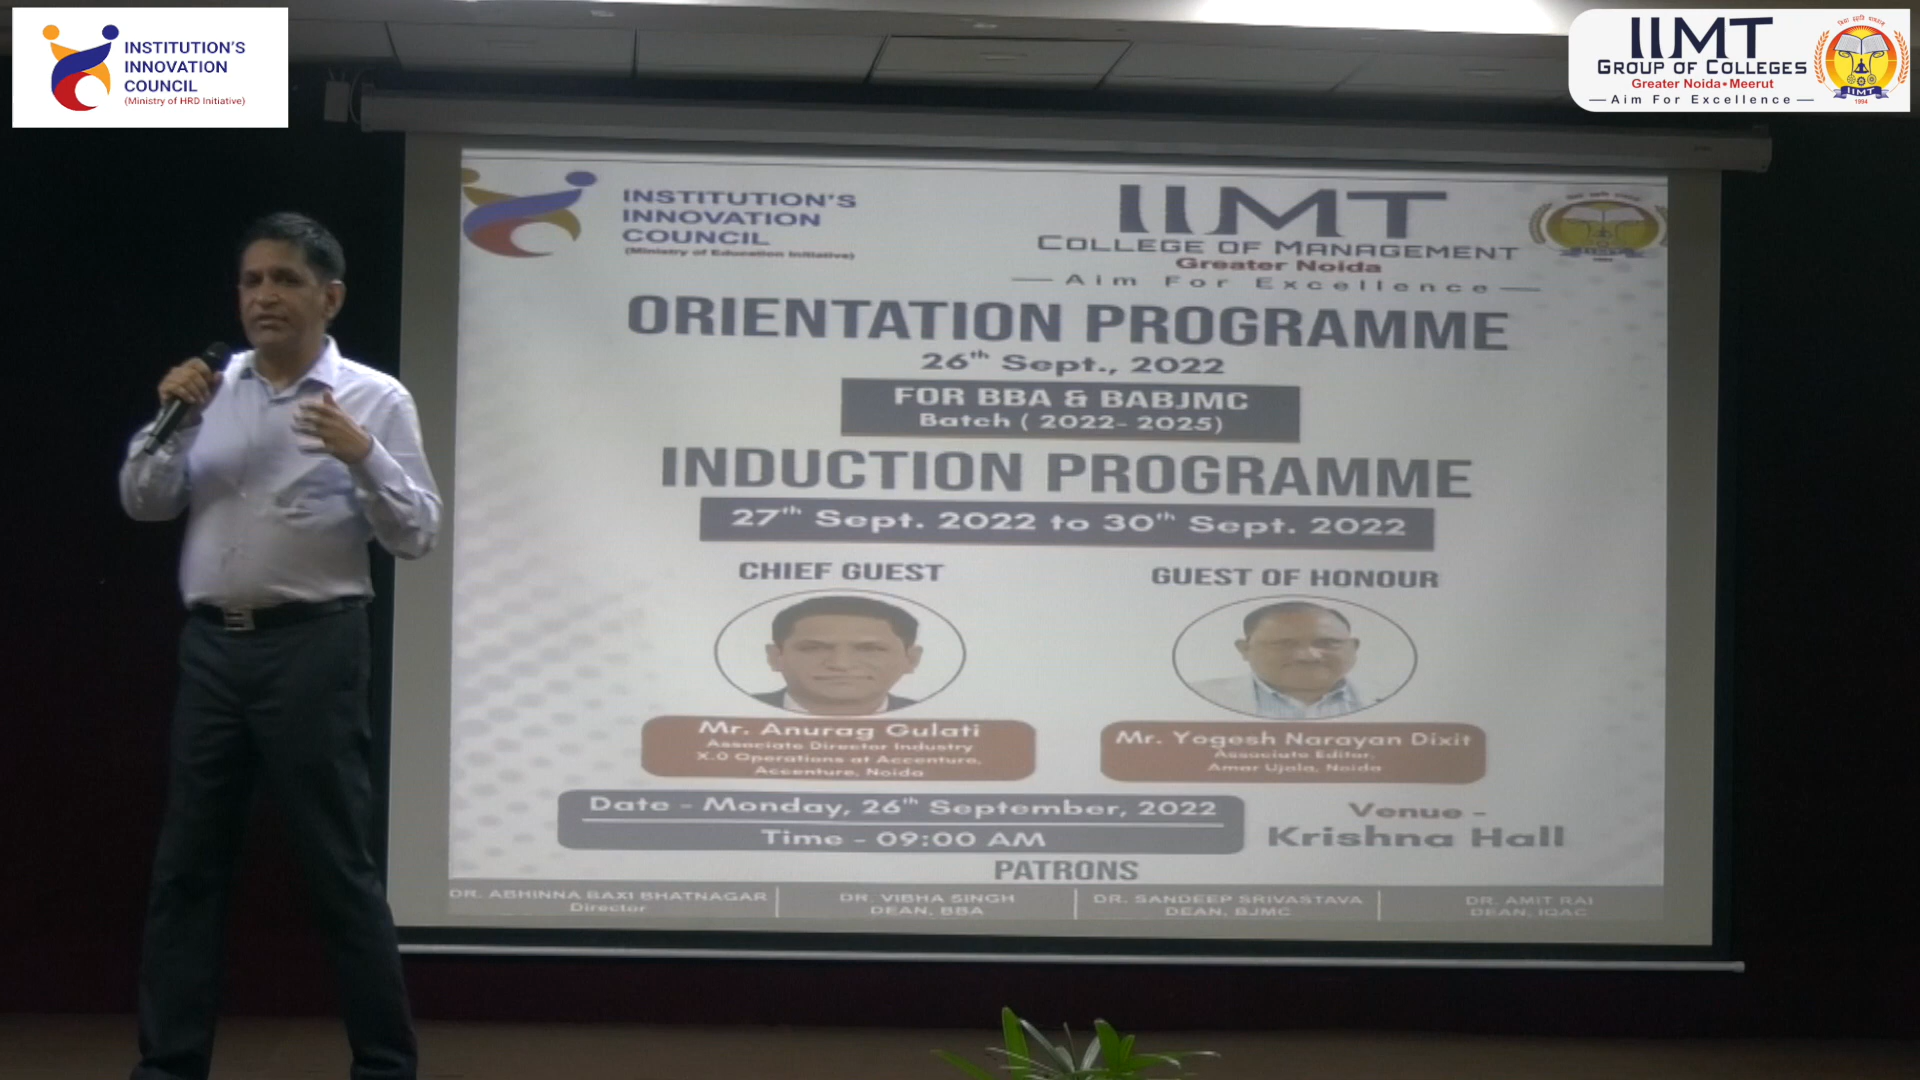 INSTITUTION'S
INNOVATION
COUNCIL
(Ministry of HRD Initiative)
IIMT
GROUP OF COLLEGES
Greater Noida • Meerut
Aim For Excellence
IIMT
1994
INSTITUTION'S
INNOVATION
COUNCIL
(Ministry of Education Initiative)
IIMT
COLLEGE OF MANAGEMENT
Greater Noida
Aim For Excellence
ORIENTATION PROGRAMME
26th Sept., 2022
FOR BBA & BABJMC
Batch ( 2022- 2025)
INDUCTION PROGRAMME
27th Sept. 2022 to 30th Sept. 2022
CHIEF GUEST
GUEST OF HONOUR
Mr. Anurag Gulati
Associate Director Industry
X.0 Operations at Accenture,
Accenture, Noida
Mr. Yogesh Narayan Dixit
Associate Editor,
Amar Ujala, Noida
Date - Monday, 26th September, 2022
Time - 09:00 AM
Venue -
Krishna Hall
PATRONS
DR. ABHINNA BAXI BHATNAGAR
Director
DR. VIBHA SINGH
DEAN, BBA
DR. SANDEEP SRIVASTAVA
DEAN, BJMC
DR. AMIT RAI
DEAN, IQAC